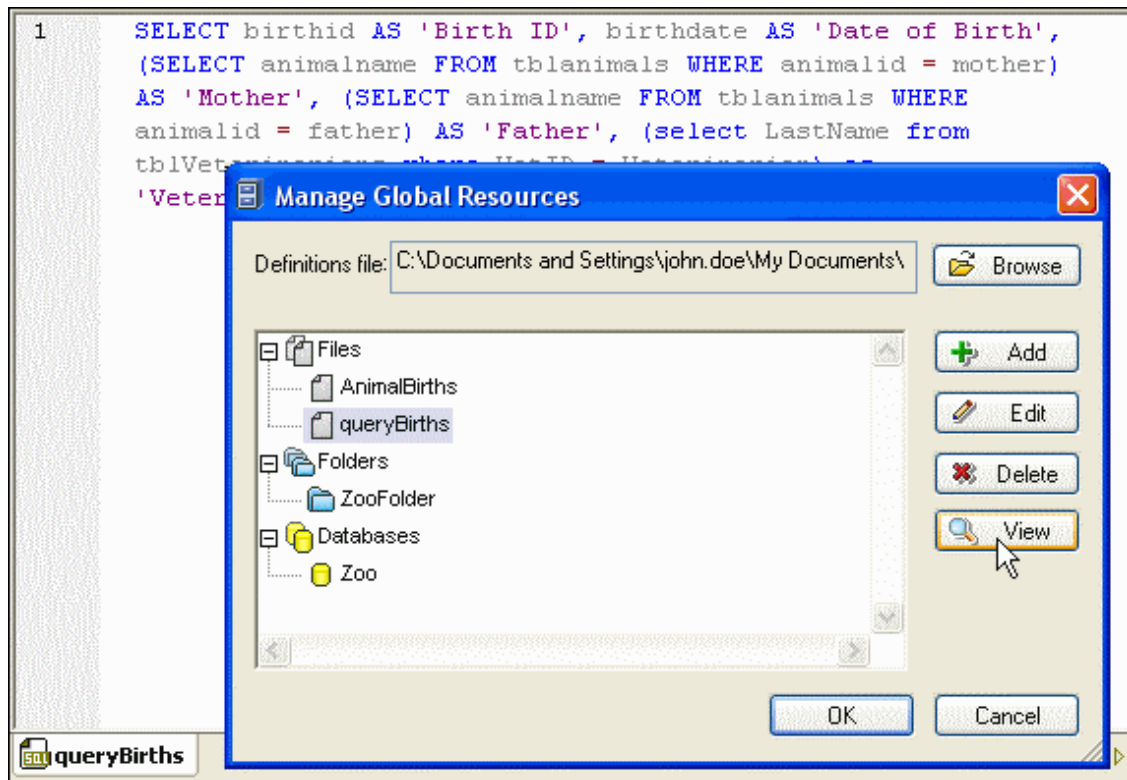 1 SELECT birthid AS 'Birth ID', birthdate AS 'Date of Birth',
(SELECT animalname FROM tblanimals WHERE animalid = mother)
AS 'Mother', (SELECT animalname FROM tblanimals WHERE
animalid = father) AS 'Father', (select LastName from
'Veter
Manage Global Resources
Definitions file: C:\Documents and Settings\john.doe\My Documents\
Browse
Files
AnimalBirths
queryBirths
Folders
ZooFolder
Databases
Zoo
Add
Edit
Delete
View
OK
Cancel
SQL queryBirths